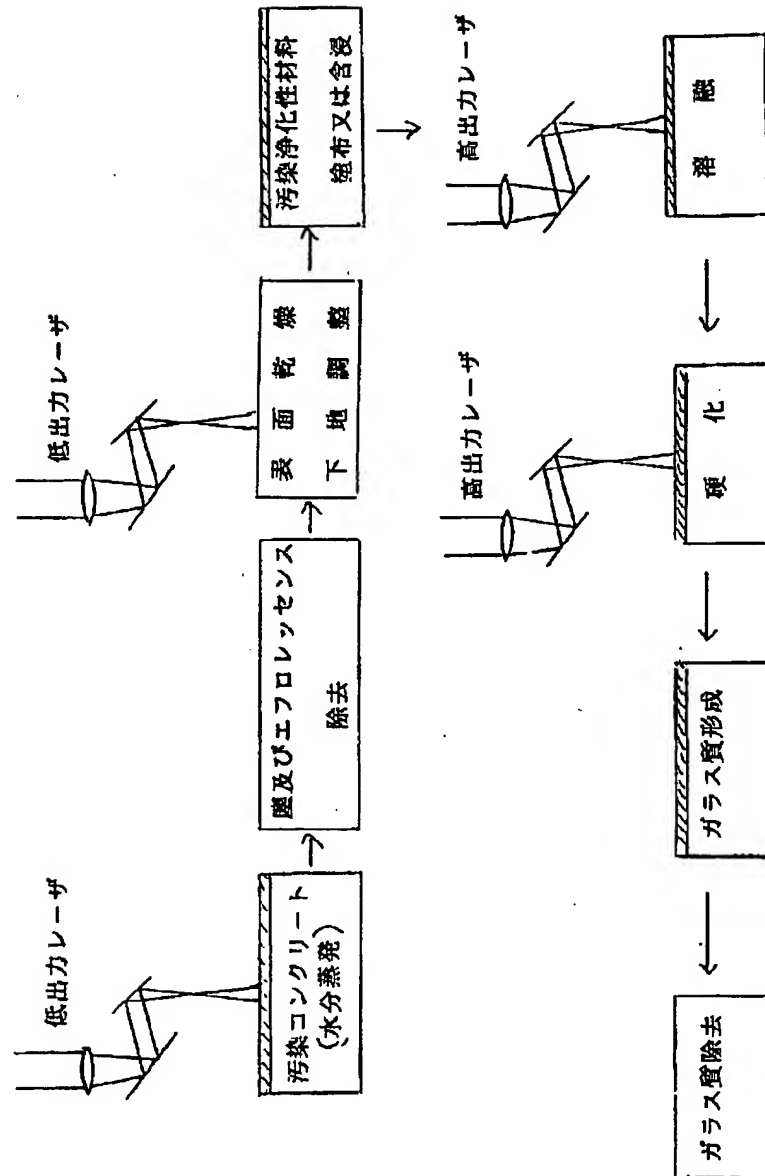 低出力レーザ
汚染コンクリート
(水分蒸発)
塵及びエフロレッセンス
除去
低出力レーザ
表面乾燥
下地調整
汚染浄化性材料
塗布又は含浸
高出力レーザ
溶融
高出力レーザ
硬化
ガラス質形成
ガラス質除去